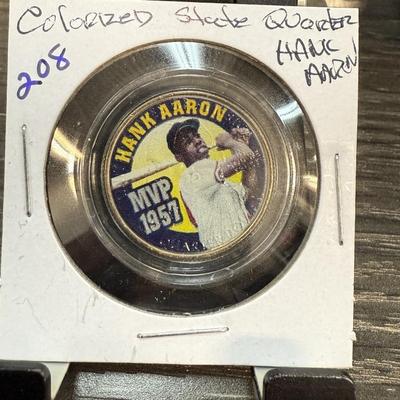 Colorized State Quarter
208
HANK
AARON
HANK AARON
MVP
1957